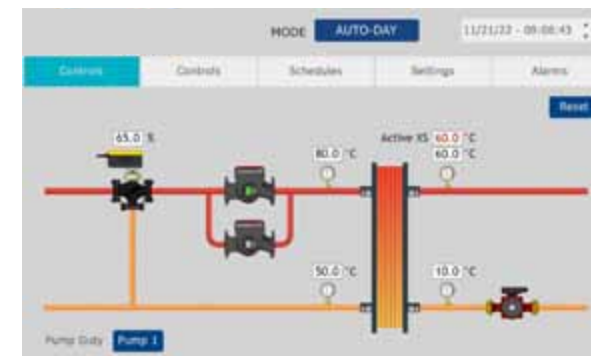 MODE AUTO-DAY 11/21/22 - 09:08:43
Controls Controls Schedules Settings Alarms
Reset
65.0 %
Active XS 60.0 °C
80.0 °C 60.0 °C
50.0 °C 10.0 °C
Pump Duty Pump 1